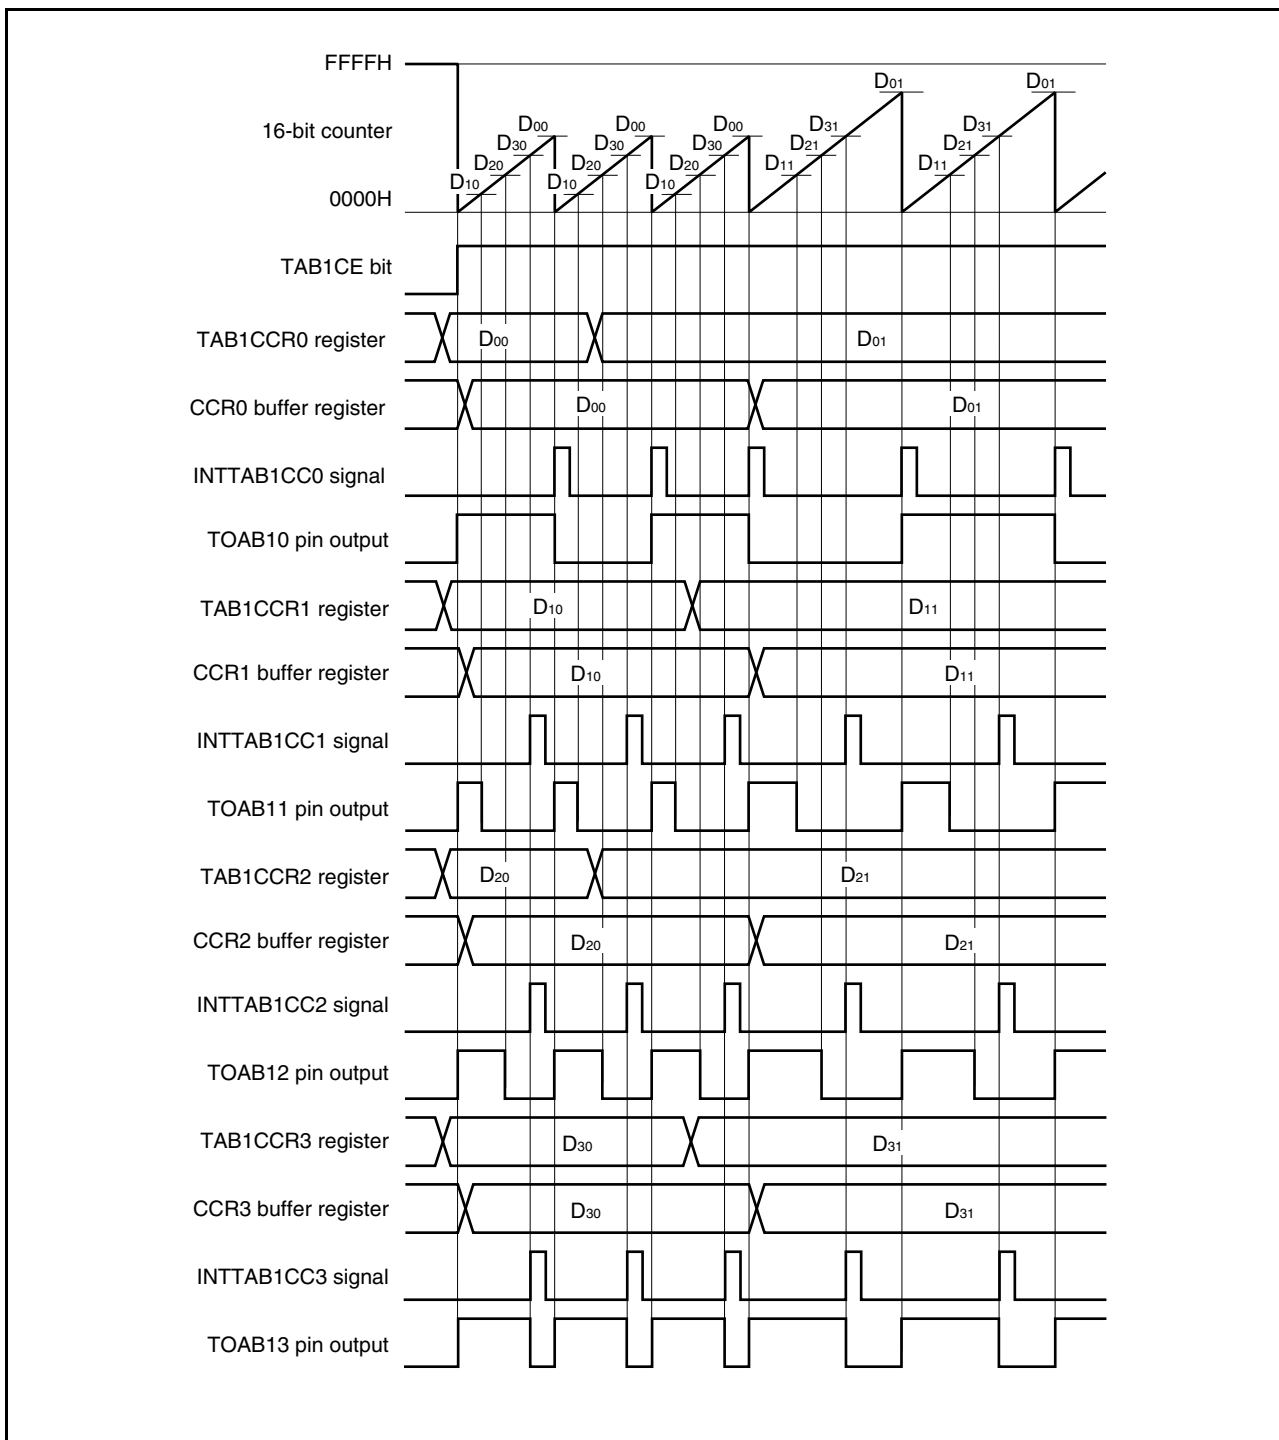 FFFFH
D01 D01
16-bit counter D00 D00 D00 D31 D31
D30 D30 D30 D21 D21
D20 D20 D20 D11 D11
D10 D10 D10
0000H
TAB1CE bit
TAB1CCR0 register D00 D01
CCR0 buffer register D00 D01
INTTAB1CC0 signal
TOAB10 pin output
TAB1CCR1 register D10 D11
CCR1 buffer register D10 D11
INTTAB1CC1 signal
TOAB11 pin output
TAB1CCR2 register D20 D21
CCR2 buffer register D20 D21
INTTAB1CC2 signal
TOAB12 pin output
TAB1CCR3 register D30 D31
CCR3 buffer register D30 D31
INTTAB1CC3 signal
TOAB13 pin output